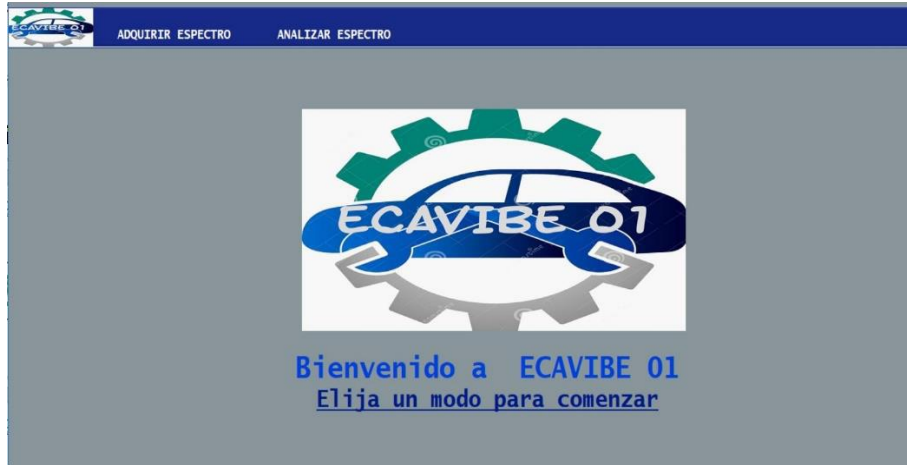 ECAVIBE 01
ADQUIRIR ESPECTRO
ANALIZAR ESPECTRO
ECAVIBE 01
Bienvenido a ECAVIBE 01
Elija un modo para comenzar